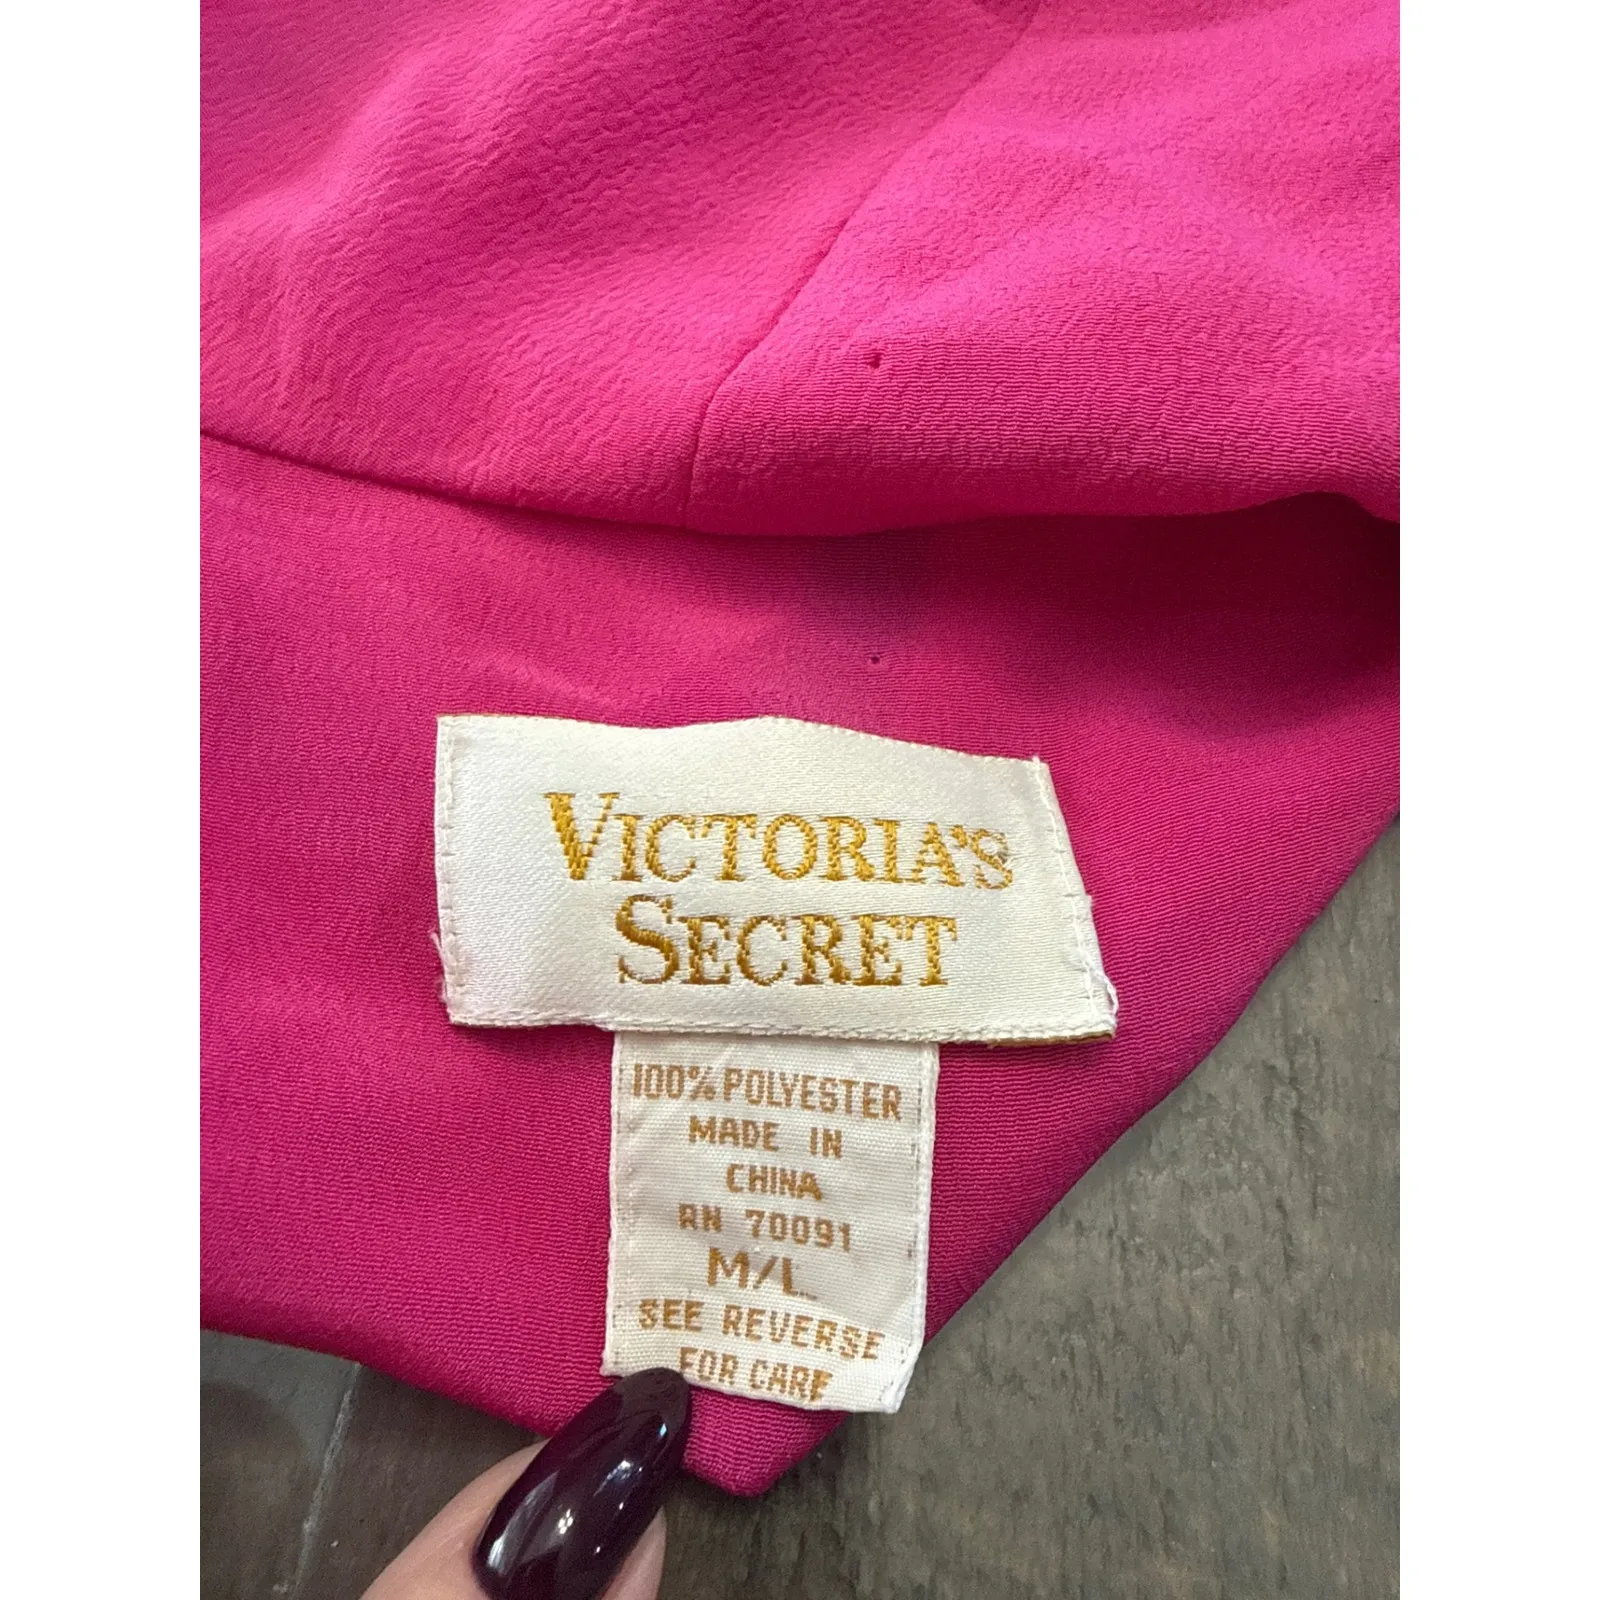 VICTORIA'S
SECRET
100% POLYESTER
MADE IN
CHINA
RN 70091
M/L
SEE REVERSE
FOR CARE